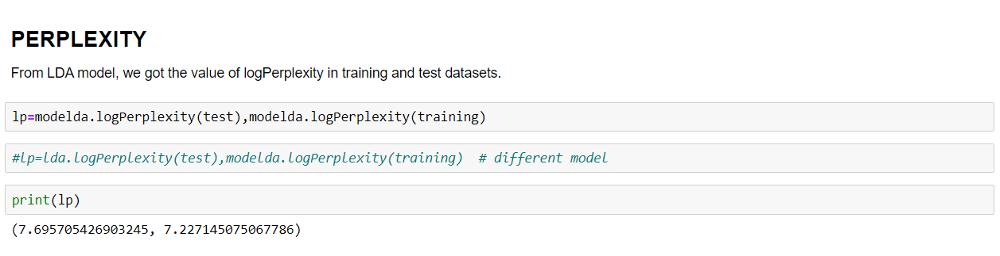 PERPLEXITY
From LDA model, we got the value of logPerplexity in training and test datasets.
lp=modelda.logPerplexity(test),modelda.logPerplexity(training)
#lp=lda.logPerplexity(test),modelda.logPerplexity(training)  # different model
print(lp)
(7.695705426903245, 7.227145075067786)